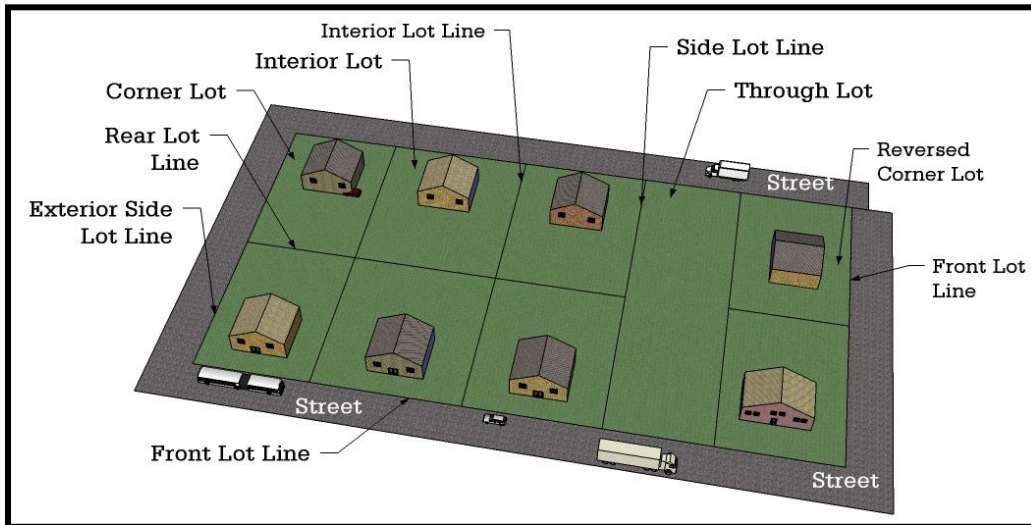 Interior Lot Line
Interior Lot
Side Lot Line
Corner Lot
Through Lot
Rear Lot
Line
Reversed
Corner Lot
Street
Exterior Side
Lot Line
Front Lot
Line
Street
Front Lot Line
Street